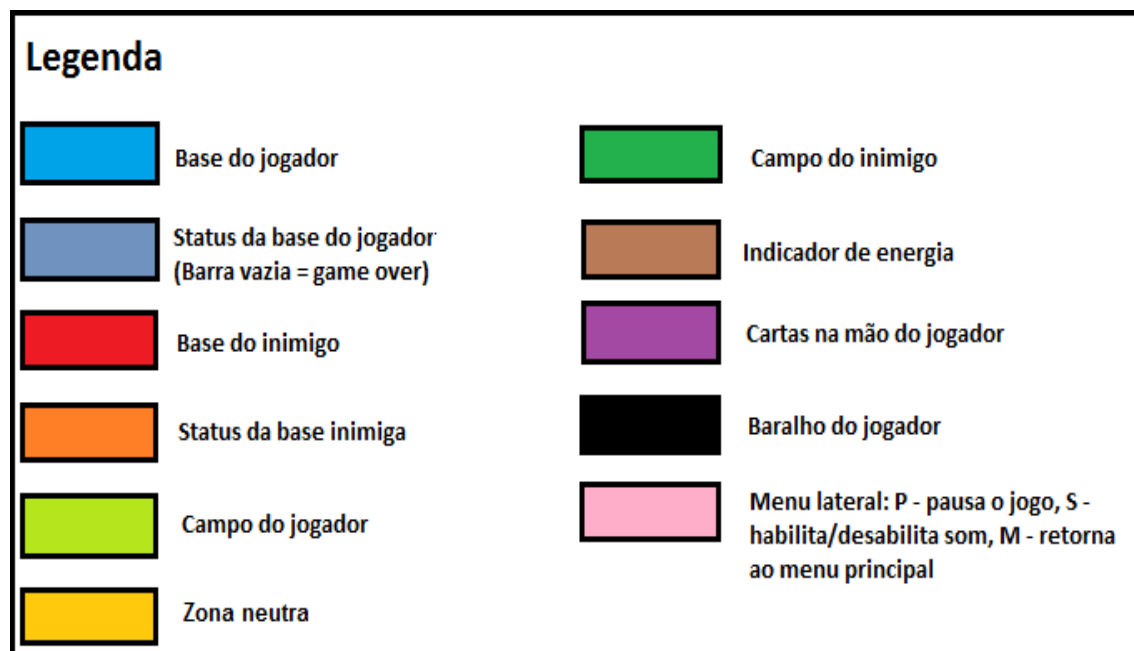 Legenda
Base do jogador
Status da base do jogador
(Barra vazia = game over)
Base do inimigo
Status da base inimiga
Campo do jogador
Zona neutra
Campo do inimigo
Indicador de energia
Cartas na mão do jogador
Baralho do jogador
Menu lateral: P - pausa o jogo, S -
habilita/desabilita som, M - retorna
ao menu principal